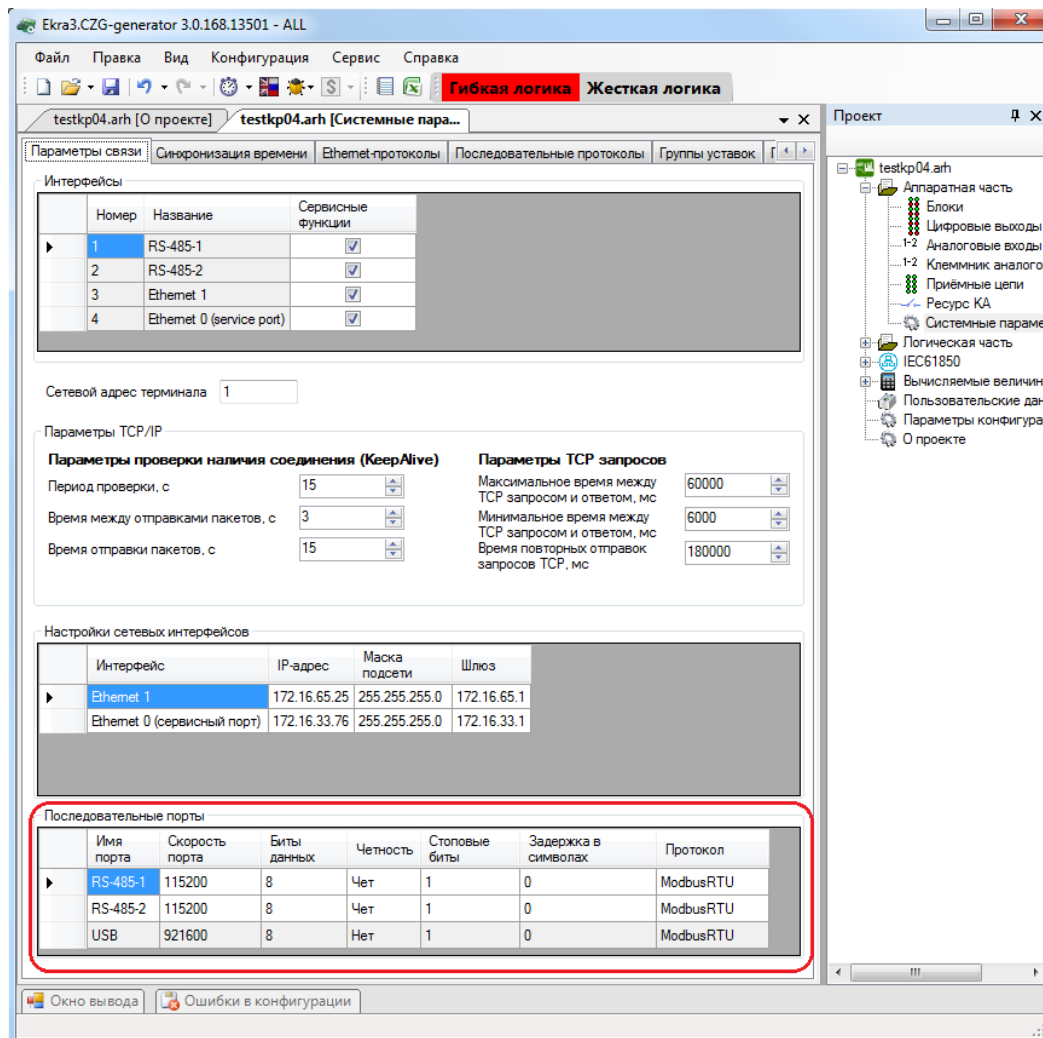 Ekra3.CZG-generator 3.0.168.13501 - ALL
Файл Правка Вид Конфигурация Сервис Справка
Гибкая логика Жесткая логика
testkp04.arh [О проекте] testkp04.arh [Системные пара...
Параметры связи Синхронизация времени Ethernet-протоколы Последовательные протоколы Группы уставок
Интерфейсы
Номер Название Сервисные функции
1 RS-485-1
2 RS-485-2
3 Ethernet 1
4 Ethernet 0 (service port)
Сетевой адрес терминала 1
Параметры TCP/IP
Параметры проверки наличия соединения (KeepAlive)
Период проверки, с 15
Время между отправками пакетов, с 3
Время отправки пакетов, с 15
Параметры TCP запросов
Максимальное время между
TCP запросом и ответом, мс 60000
Минимальное время между
TCP запросом и ответом, мс 6000
Время повторных отправок
запросов TCP, мс 180000
Настройки сетевых интерфейсов
Интерфейс IP-адрес Маска подсети Шлюз
Ethernet 1 172.16.65.25 255.255.255.0 172.16.65.1
Ethernet 0 (сервисный порт) 172.16.33.76 255.255.255.0 172.16.33.1
Последовательные порты
Имя порта Скорость порта Биты данных Четность Стоповые биты Задержка в символах Протокол
RS-485-1 115200 8 Чет 1 0 ModbusRTU
RS-485-2 115200 8 Чет 1 0 ModbusRTU
USB 921600 8 Нет 1 0 ModbusRTU
Окно вывода Ошибки в конфигурации
Проект
testkp04.arh
Аппаратная часть
Блоки
Цифровые выходы
1-2 Аналоговые входы
1-2 Клеммник аналого
Приёмные цепи
Ресурс КА
Системные параме
Логическая часть
IEC61850
Вычисляемые величин
Пользовательские дан
Параметры конфигура
О проекте